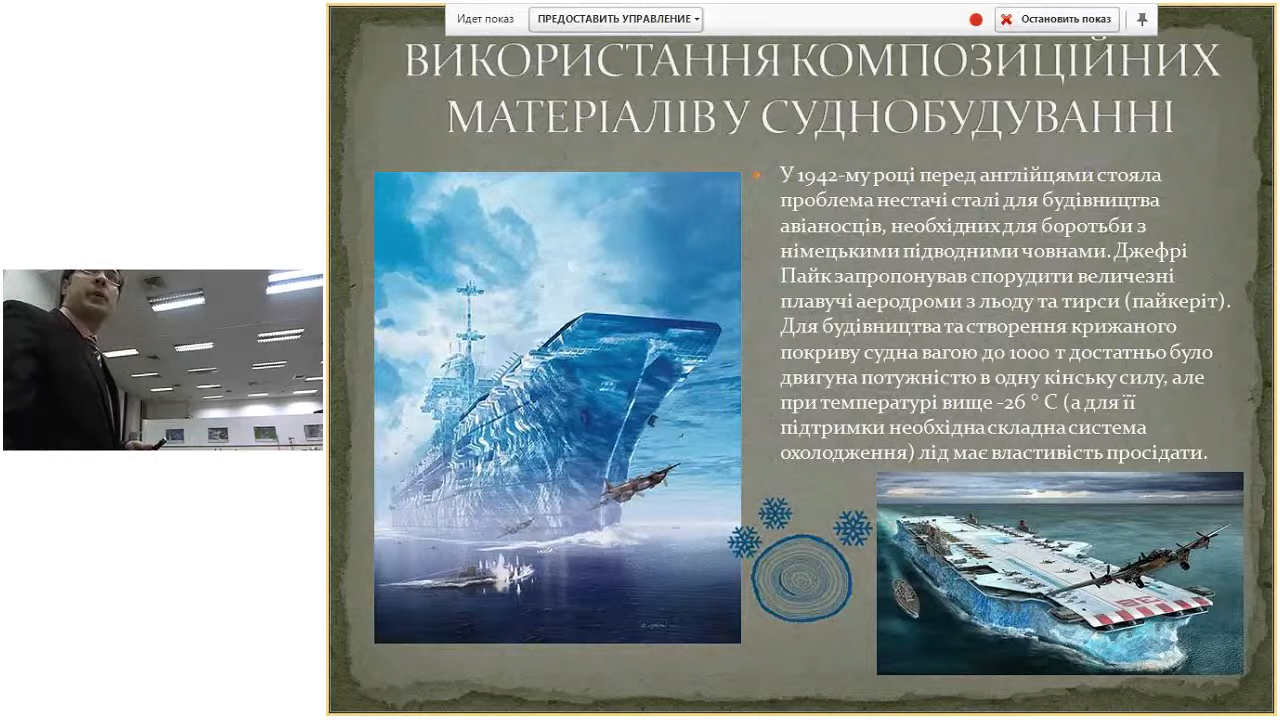 Идет показ
ПРЕДОСТАВИТЬ УПРАВЛЕНИЕ
Остановить показ
ВИКОРИСТАННЯ КОМПОЗИЦІЙНИХ
МАТЕРІАЛІВ У СУДНОБУДУВАННІ
У 1942-му році перед англійцями стояла
проблема нестачі сталі для будівництва
авіаносців, необхідних для боротьби з
німецькими підводними човнами. Джефрі
Пайк запропонував спорудити величезні
плавучі аеродроми з льоду та тирси (пайкеріт).
Для будівництва та створення крижаного
покриву судна вагою до 1000 т достатньо було
двигуна потужністю в одну кінську силу, але
при температурі вище -26 ° С (а для її
підтримки необхідна складна система
охолодження) лід має властивість просідати.